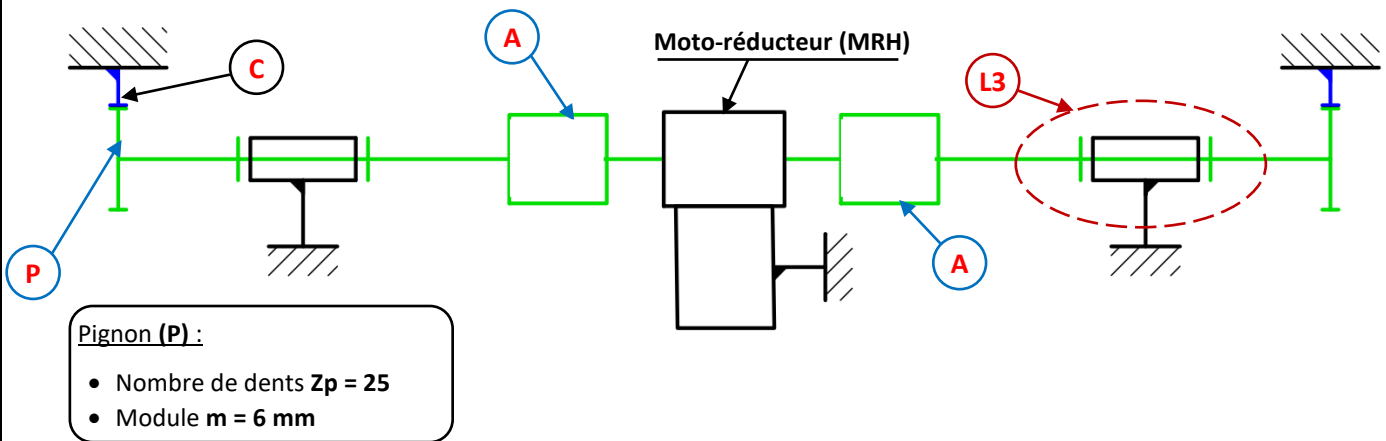 A
Moto-réducteur (MRH)
C
L3
P
A
Pignon (P) :
• Nombre de dents Zp = 25
• Module m = 6 mm